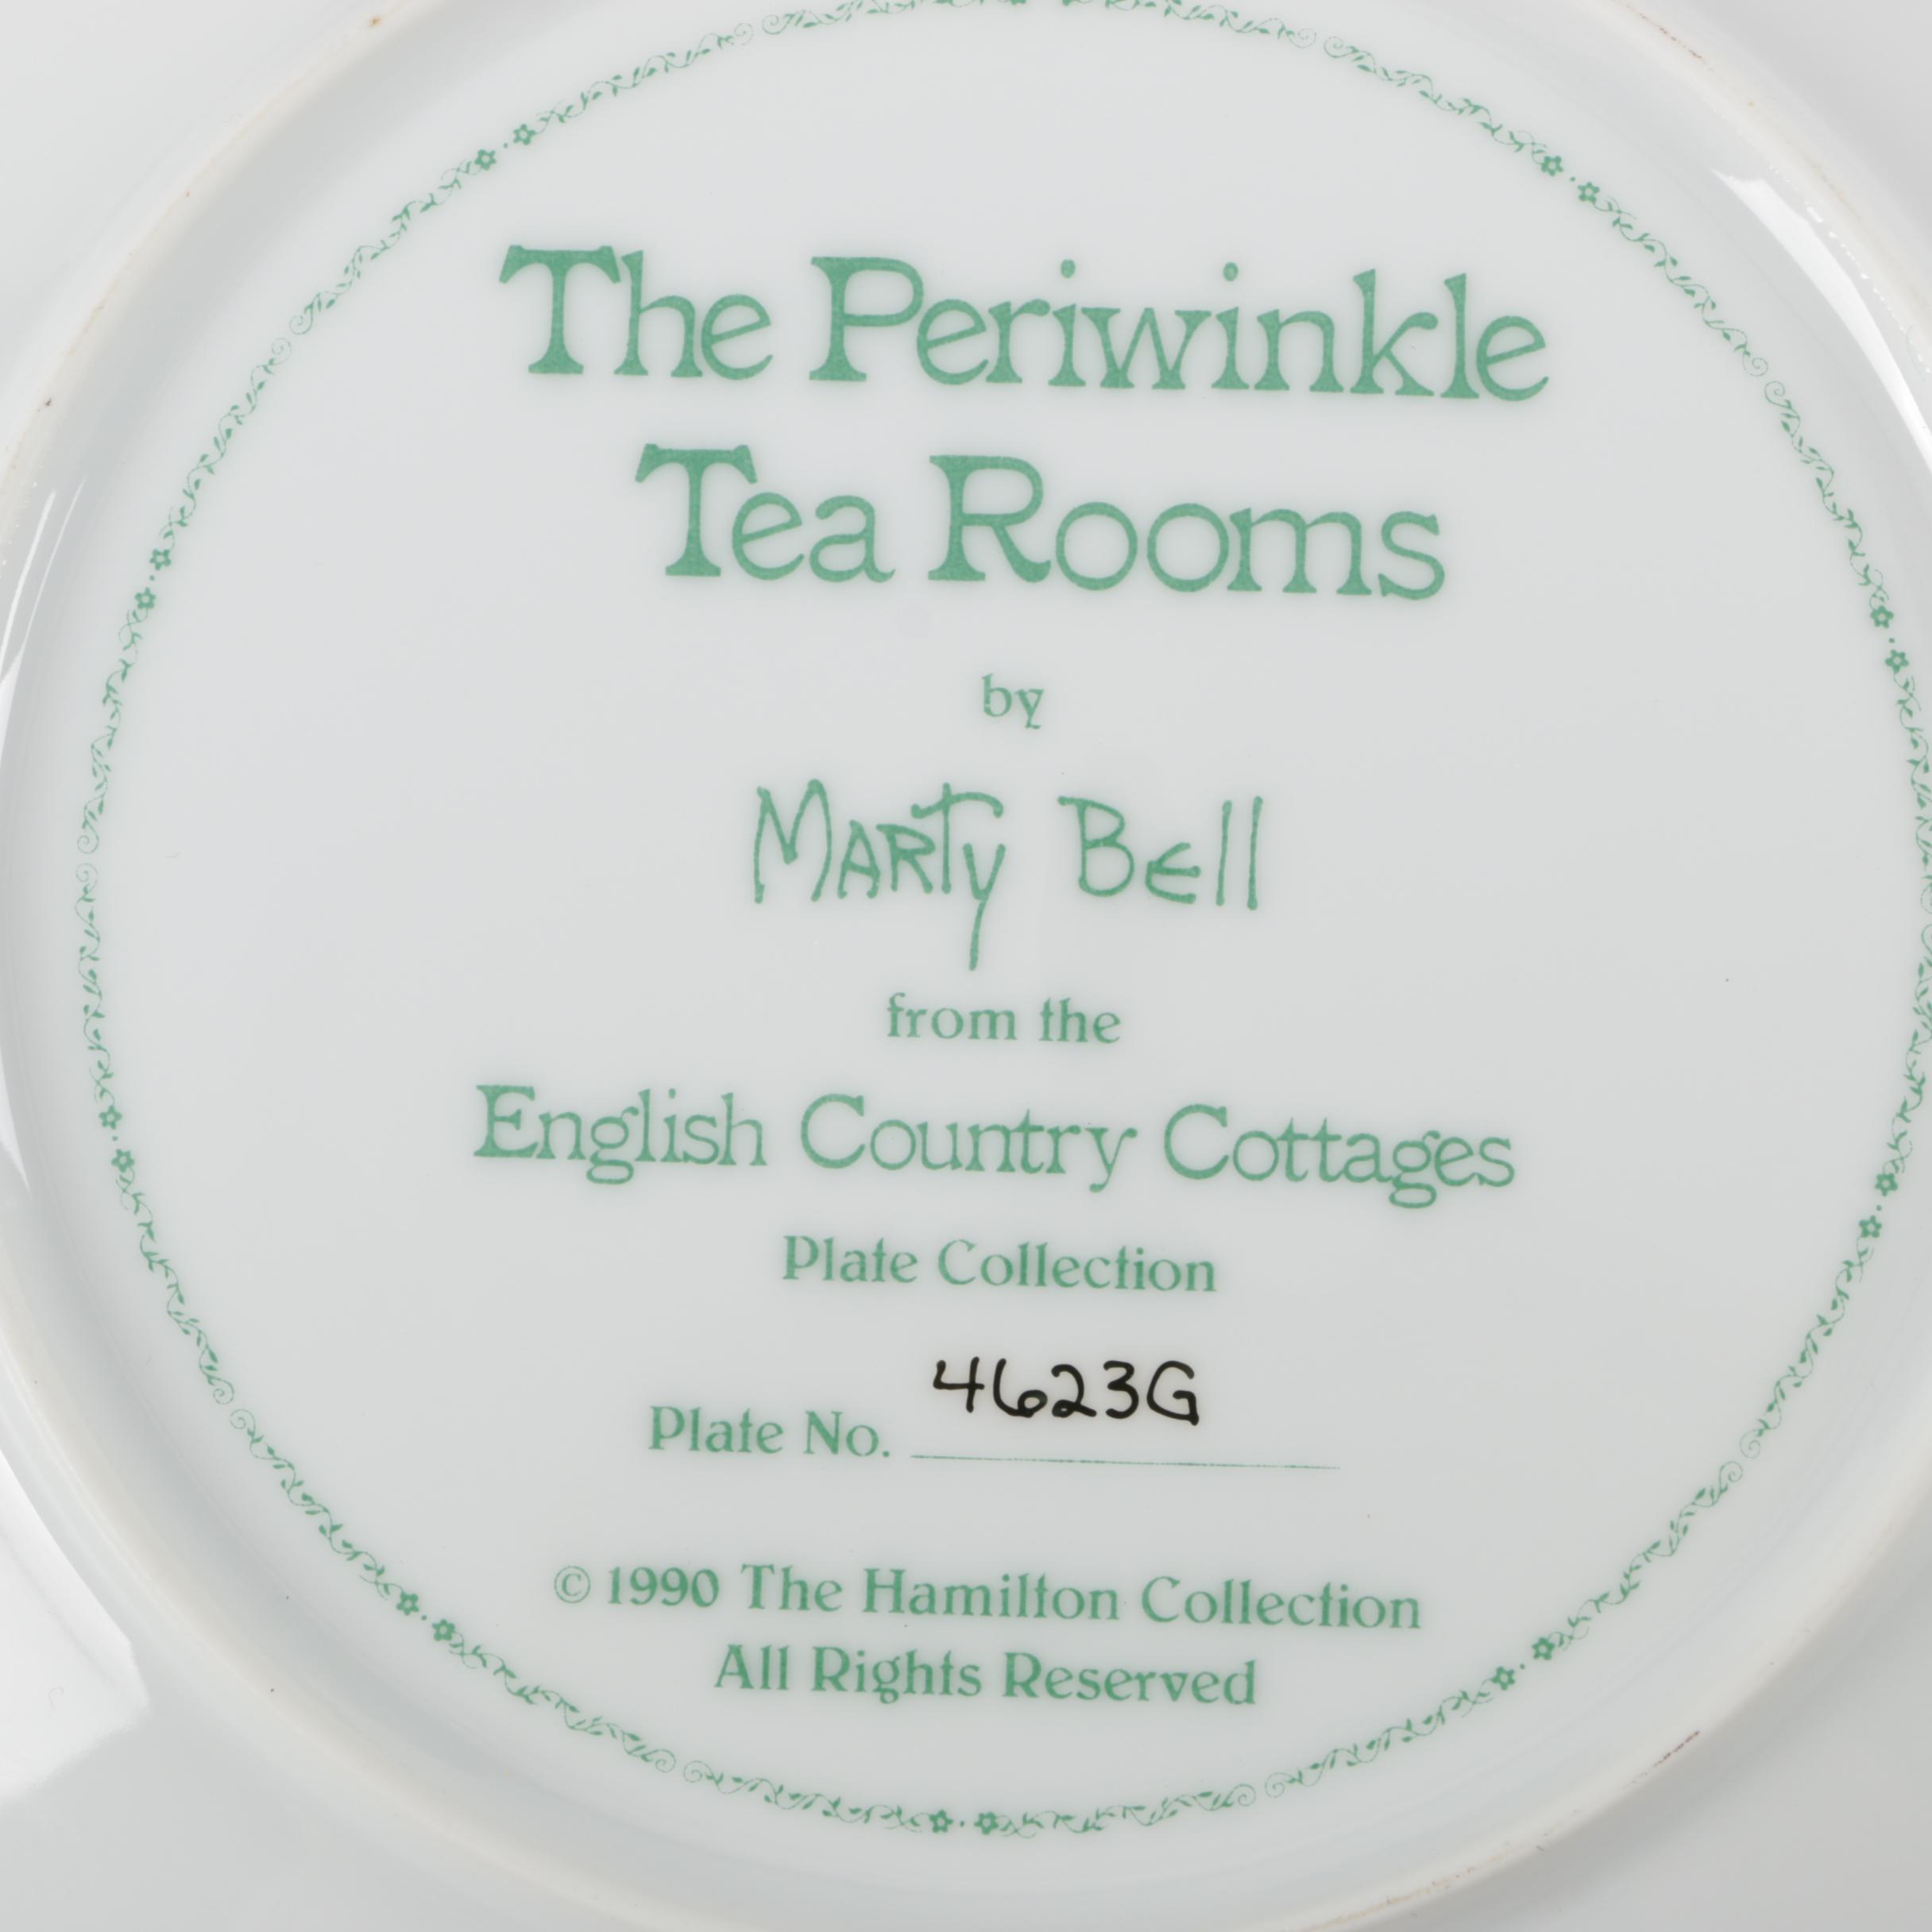 The Periwinkle
Tea Rooms
by
Marty Bell
from the
English Country Cottages
Plate Collection
Plate No. 4623G
© 1990 The Hamilton Collection
All Rights Reserved